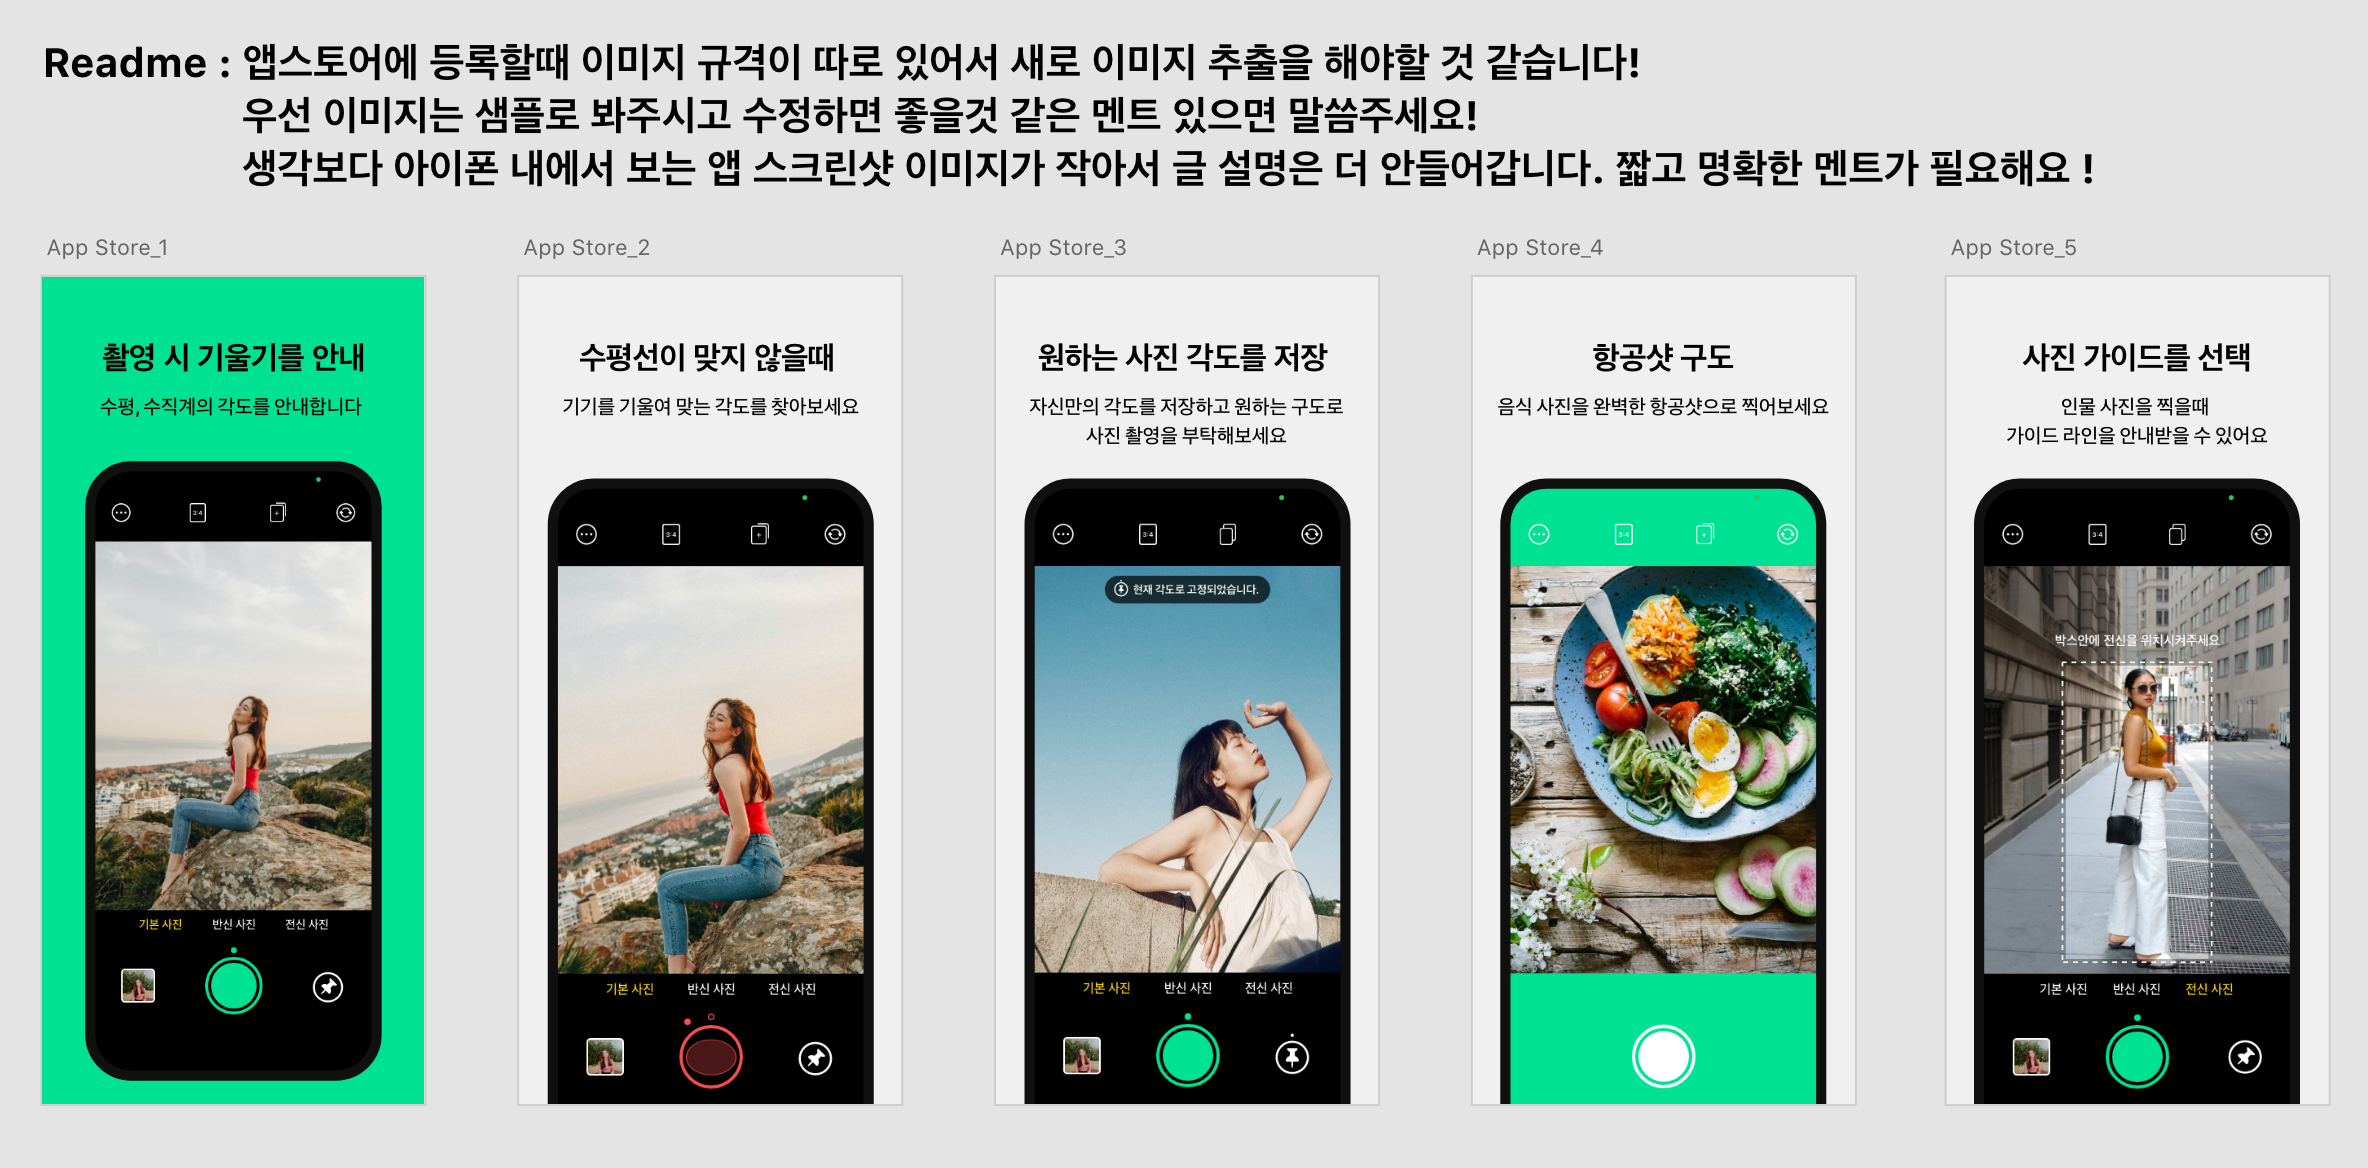 Readme : 앱스토어에 등록할때 이미지 규격이 따로 있어서 새로 이미지 추출을 해야할 것 같습니다!
우선 이미지는 샘플로 봐주시고 수정하면 좋을것 같은 멘트 있으면 말씀주세요!
생각보다 아이폰 내에서 보는 앱 스크린샷 이미지가 작아서 글 설명은 더 안들어갑니다. 짧고 명확한 멘트가 필요해요 !
App Store_1
촬영 시 기울기를 안내
수평, 수직계의 각도를 안내합니다
3:4
기본 사진 반신 사진 전신 사진
App Store_2
수평선이 맞지 않을때
기기를 기울여 맞는 각도를 찾아보세요
3:4
기본 사진 반신 사진 전신 사진
App Store_3
원하는 사진 각도를 저장
자신만의 각도를 저장하고 원하는 구도로
사진 촬영을 부탁해보세요
3:4
현재 각도로 고정되었습니다.
기본 사진 반신 사진 전신 사진
App Store_4
항공샷 구도
음식 사진을 완벽한 항공샷으로 찍어보세요
3:4
App Store_5
사진 가이드를 선택
인물 사진을 찍을때
가이드 라인을 안내받을 수 있어요
3:4
박스안에 전신을 위치시켜주세요
기본 사진 반신 사진 전신 사진